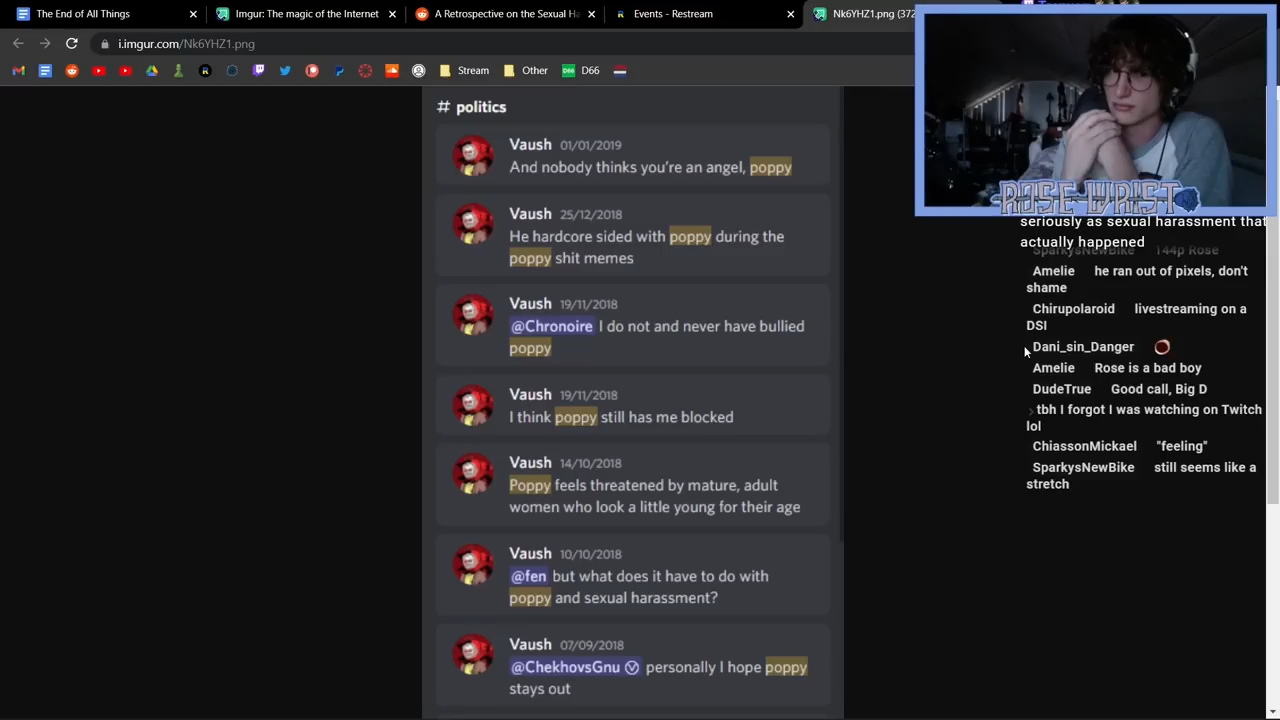 The End of All Things
Imgur: The magic of the Internet
A Retrospective on the Sexual Ha
Events - Restream
Nk6YHZ1.png (372
i.imgur.com/Nk6YHZ1.png
Stream
Other
D66
# politics
Vaush 01/01/2019
And nobody thinks you're an angel, poppy
Vaush 25/12/2018
He hardcore sided with poppy during the
poppy shit memes
Vaush 19/11/2018
@Chronoire I do not and never have bullied
poppy
Vaush 19/11/2018
I think poppy still has me blocked
Vaush 14/10/2018
Poppy feels threatened by mature, adult
women who look a little young for their age
Vaush 10/10/2018
@fen but what does it have to do with
poppy and sexual harassment?
Vaush 07/09/2018
@ChekhovsGnu personally I hope poppy
stays out
ROSE WRIST
seriously as sexual harassment that
actually happened
SparkysNewBike 144p Rose
Amelie he ran out of pixels, don't
shame
Chirupolaroid livestreaming on a
DSI
Dani_sin_Danger
Amelie Rose is a bad boy
DudeTrue Good call, Big D
tbh I forgot I was watching on Twitch
lol
ChiassonMickael "feeling"
SparkysNewBike still seems like a
stretch